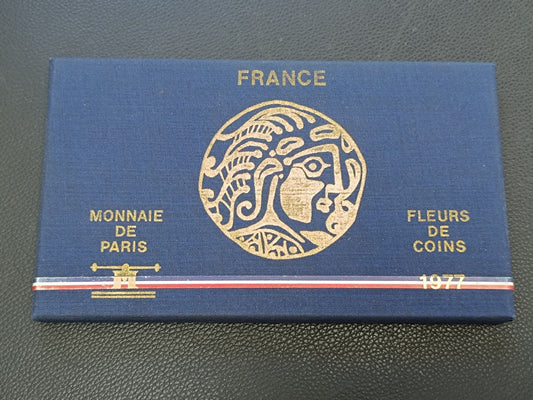 FRANCE
MONNAIE
DE
PARIS
FLEURS
DE
COINS
1977